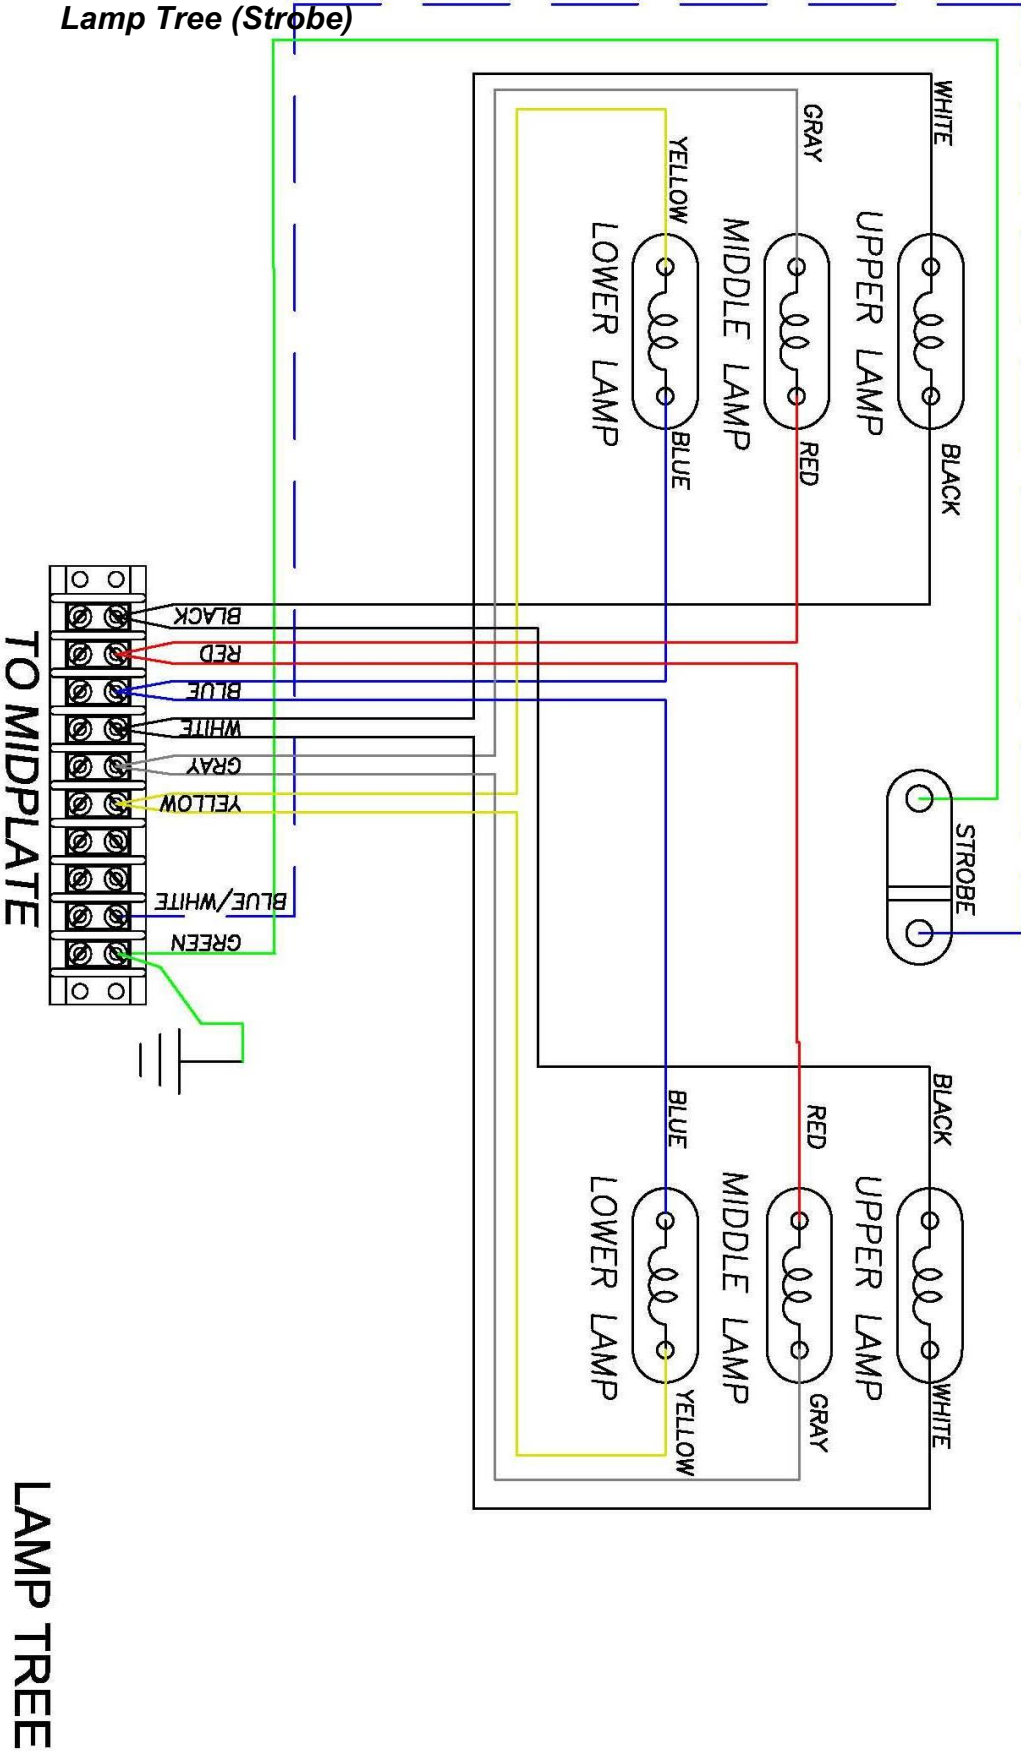 Lamp Tree (Strobe)
WHITE
GRAY
YELLOW
UPPER LAMP
MIDDLE LAMP
LOWER LAMP
BLACK
RED
BLUE
BLACK
RED
BLUE
WHITE
GRAY
YELLOW
BLUE/WHITE
GREEN
TO MIDPLATE
STROBE
BLACK
RED
BLUE
UPPER LAMP
MIDDLE LAMP
LOWER LAMP
WHITE
GRAY
YELLOW
LAMP TREE